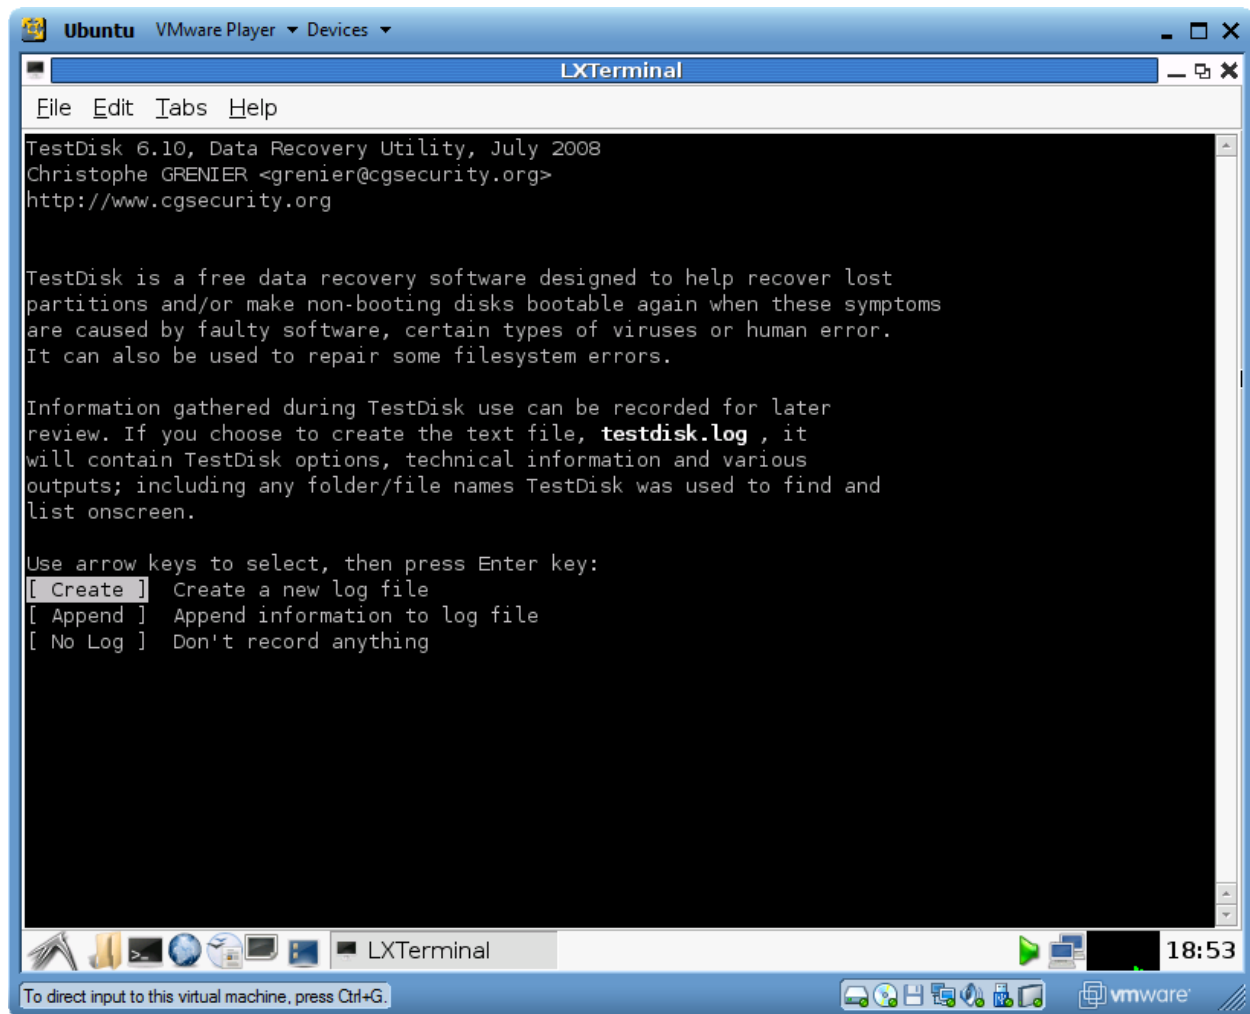 Ubuntu VMware Player Devices
LXTerminal
File Edit Tabs Help
TestDisk 6.10, Data Recovery Utility, July 2008
Christophe GRENIER <grenier@cgsecurity.org>
http://www.cgsecurity.org
TestDisk is a free data recovery software designed to help recover lost
partitions and/or make non-booting disks bootable again when these symptoms
are caused by faulty software, certain types of viruses or human error.
It can also be used to repair some filesystem errors.
Information gathered during TestDisk use can be recorded for later
review. If you choose to create the text file, testdisk.log , it
will contain TestDisk options, technical information and various
outputs; including any folder/file names TestDisk was used to find and
list onscreen.
Use arrow keys to select, then press Enter key:
[ Create ]  Create a new log file
[ Append ]  Append information to log file
[ No Log ]  Don't record anything
LXTerminal 18:53
To direct input to this virtual machine, press Ctrl+G. vmware